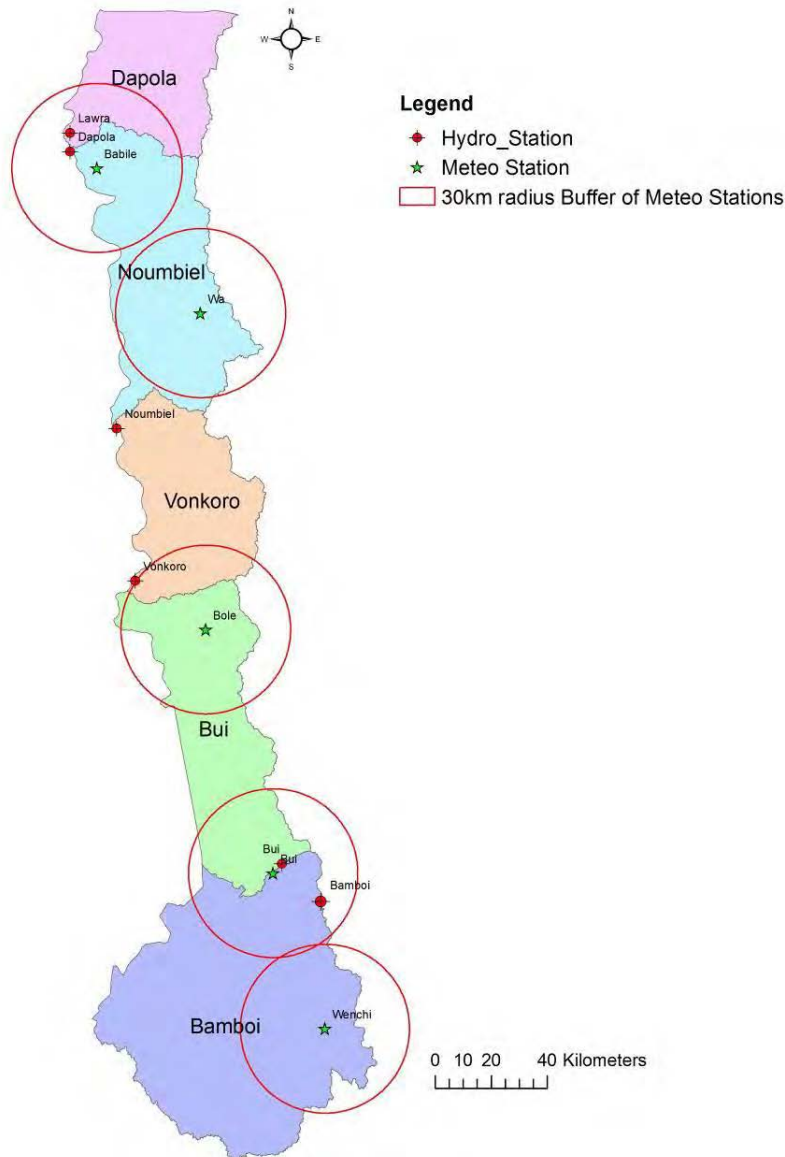 N
W E
S
Dapola
Lawra
Dapola
Babile
Legend
Hydro_Station
Meteo Station
30km radius Buffer of Meteo Stations
Noumbiel
Wa
Noumbiel
Vonkoro
Vonkoro
Bole
Bui
Bui
Bui
Bamboi
Bamboi
Wenchi
0 10 20 40 Kilometers